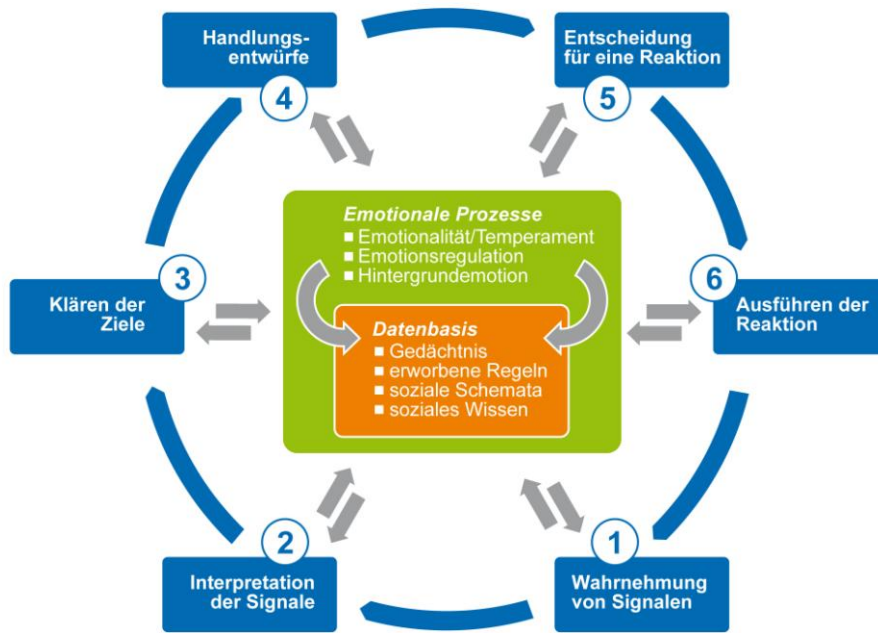 Handlungs-
entwürfe
4
Entscheidung
für eine Reaktion
5
Emotionale Prozesse
■ Emotionalität/Temperament
■ Emotionsregulation
■ Hintergrundemotion
3
Klären der
Ziele
6
Ausführen der
Reaktion
Datenbasis
■ Gedächtnis
■ erworbene Regeln
■ soziale Schemata
■ soziales Wissen
2
Interpretation
der Signale
1
Wahrnehmung
von Signalen